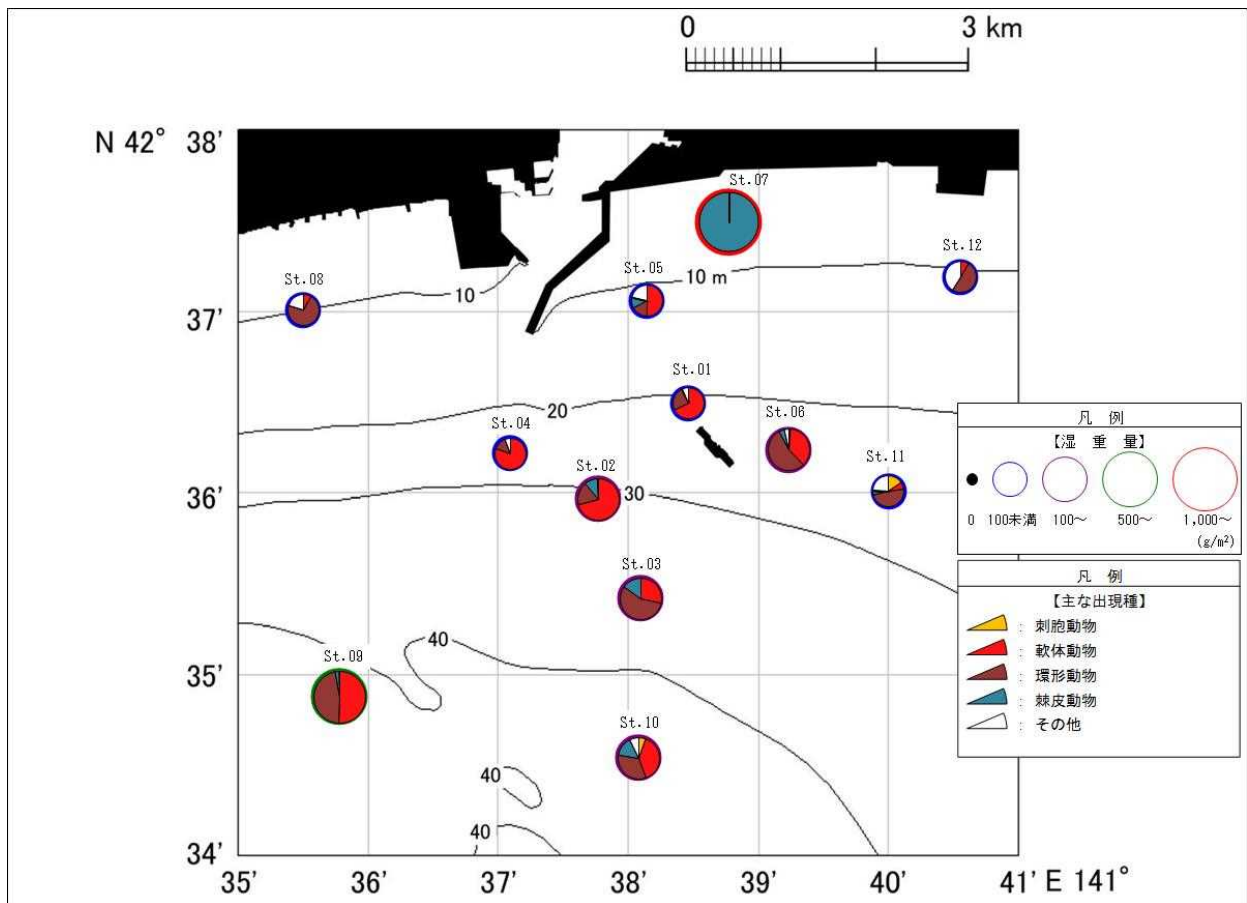 0 3 km
N 42° 38'
St.07
St.12
St.05
10 m
St.08
10
37'
St.01
20
St.06
St.04
St.11
St.02
36'
30
St.03
40
St.09
35'
St.10
40
40
34'
35' 36' 37' 38' 39' 40' 41' E 141°
凡 例
【湿 重 量】
0 100未満 100~ 500~ 1,000~
(g/m²)
凡 例
【主な出現種】
: 刺胞動物
: 軟体動物
: 環形動物
: 棘皮動物
: その他